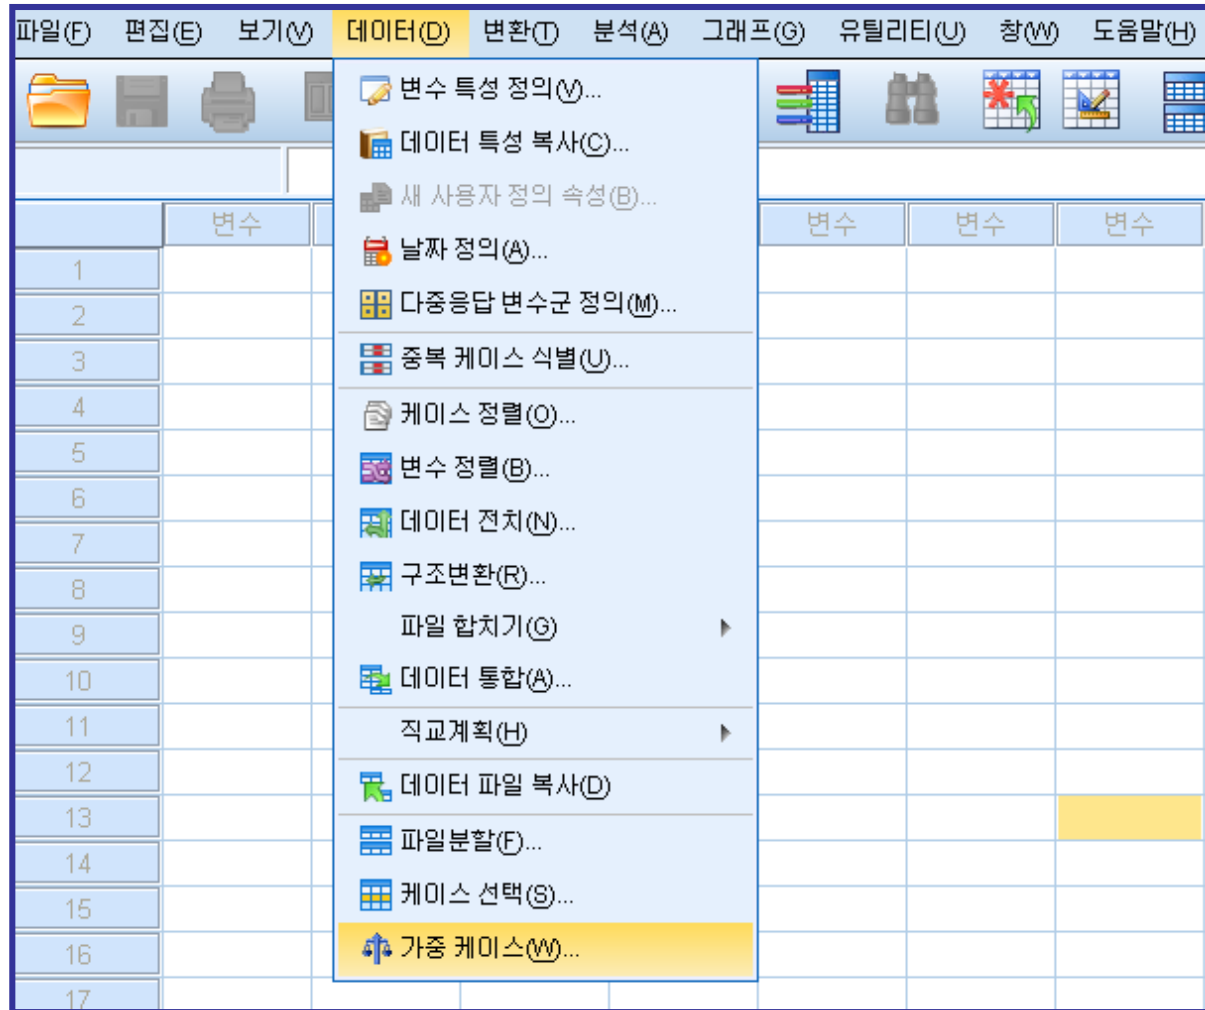 파일(F) 편집(E) 보기(V) 데이터(D) 변환(T) 분석(A) 그래프(G) 유틸리티(U) 창(W) 도움말(H)
변수 특성 정의(V)...
데이터 특성 복사(C)...
새 사용자 정의 속성(B)...
변수 변수 변수 변수
날짜 정의(A)...
1
다중응답 변수군 정의(M)...
2
중복 케이스 식별(U)...
3
4
케이스 정렬(O)...
5
변수 정렬(B)...
6
데이터 전치(N)...
7
구조변환(R)...
8
파일 합치기(G)
9
데이터 통합(A)...
10
직교계획(H)
11
12
데이터 파일 복사(D)
13
파일분할(F)...
14
케이스 선택(S)...
15
가중 케이스(W)...
16
17